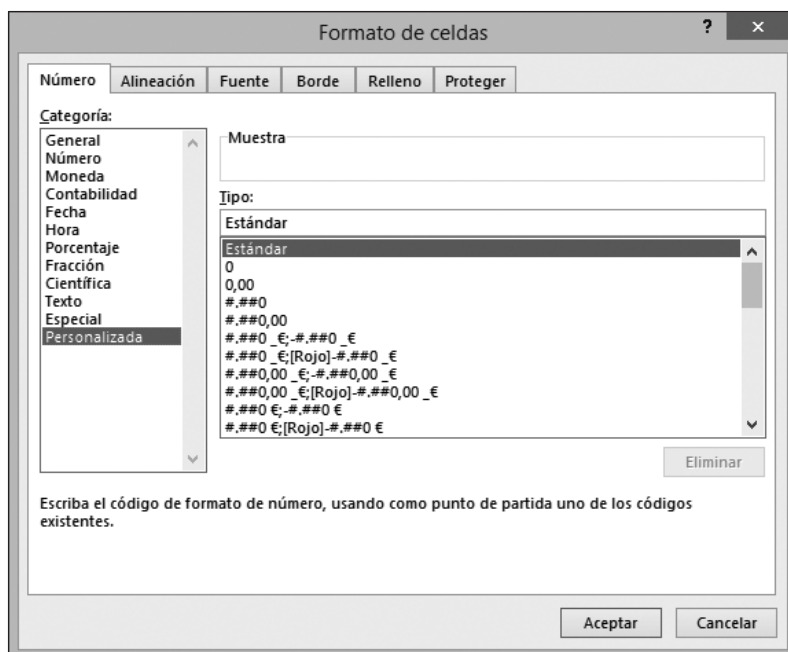 Formato de celdas
?
×
Número Alineación Fuente Borde Relleno Proteger
Categoría:
General
Número
Moneda
Contabilidad
Fecha
Hora
Porcentaje
Fracción
Científica
Texto
Especial
Personalizada
Muestra
Tipo:
Estándar
Estándar
0
0,00
#.##0
#.##0,00
#.##0 _€;-#.##0 _€
#.##0 _€;[Rojo]-#.##0 _€
#.##0,00 _€;-#.##0,00 _€
#.##0,00 _€;[Rojo]-#.##0,00 _€
#.##0 €;-#.##0 €
#.##0 €;[Rojo]-#.##0 €
Eliminar
Escriba el código de formato de número, usando como punto de partida uno de los códigos
existentes.
Aceptar Cancelar